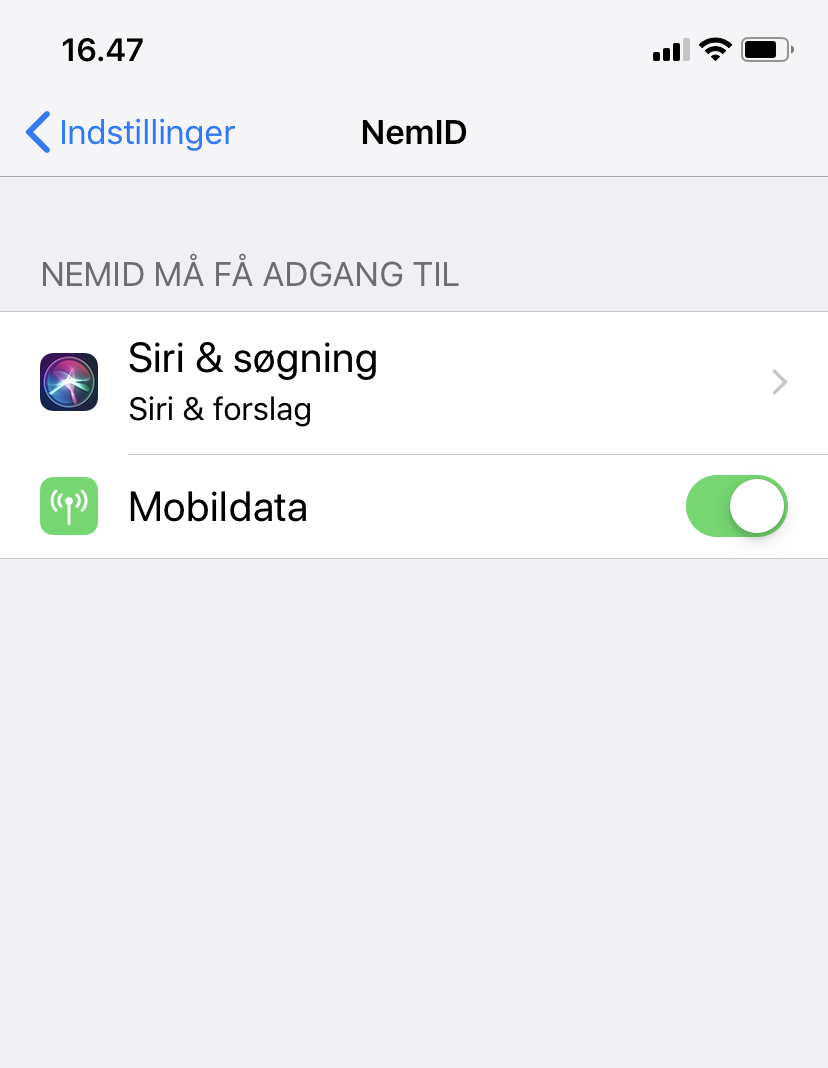 16.47
Indstillinger
NemID
NEMID MÅ FÅ ADGANG TIL
Siri & søgning
Siri & forslag
Mobildata